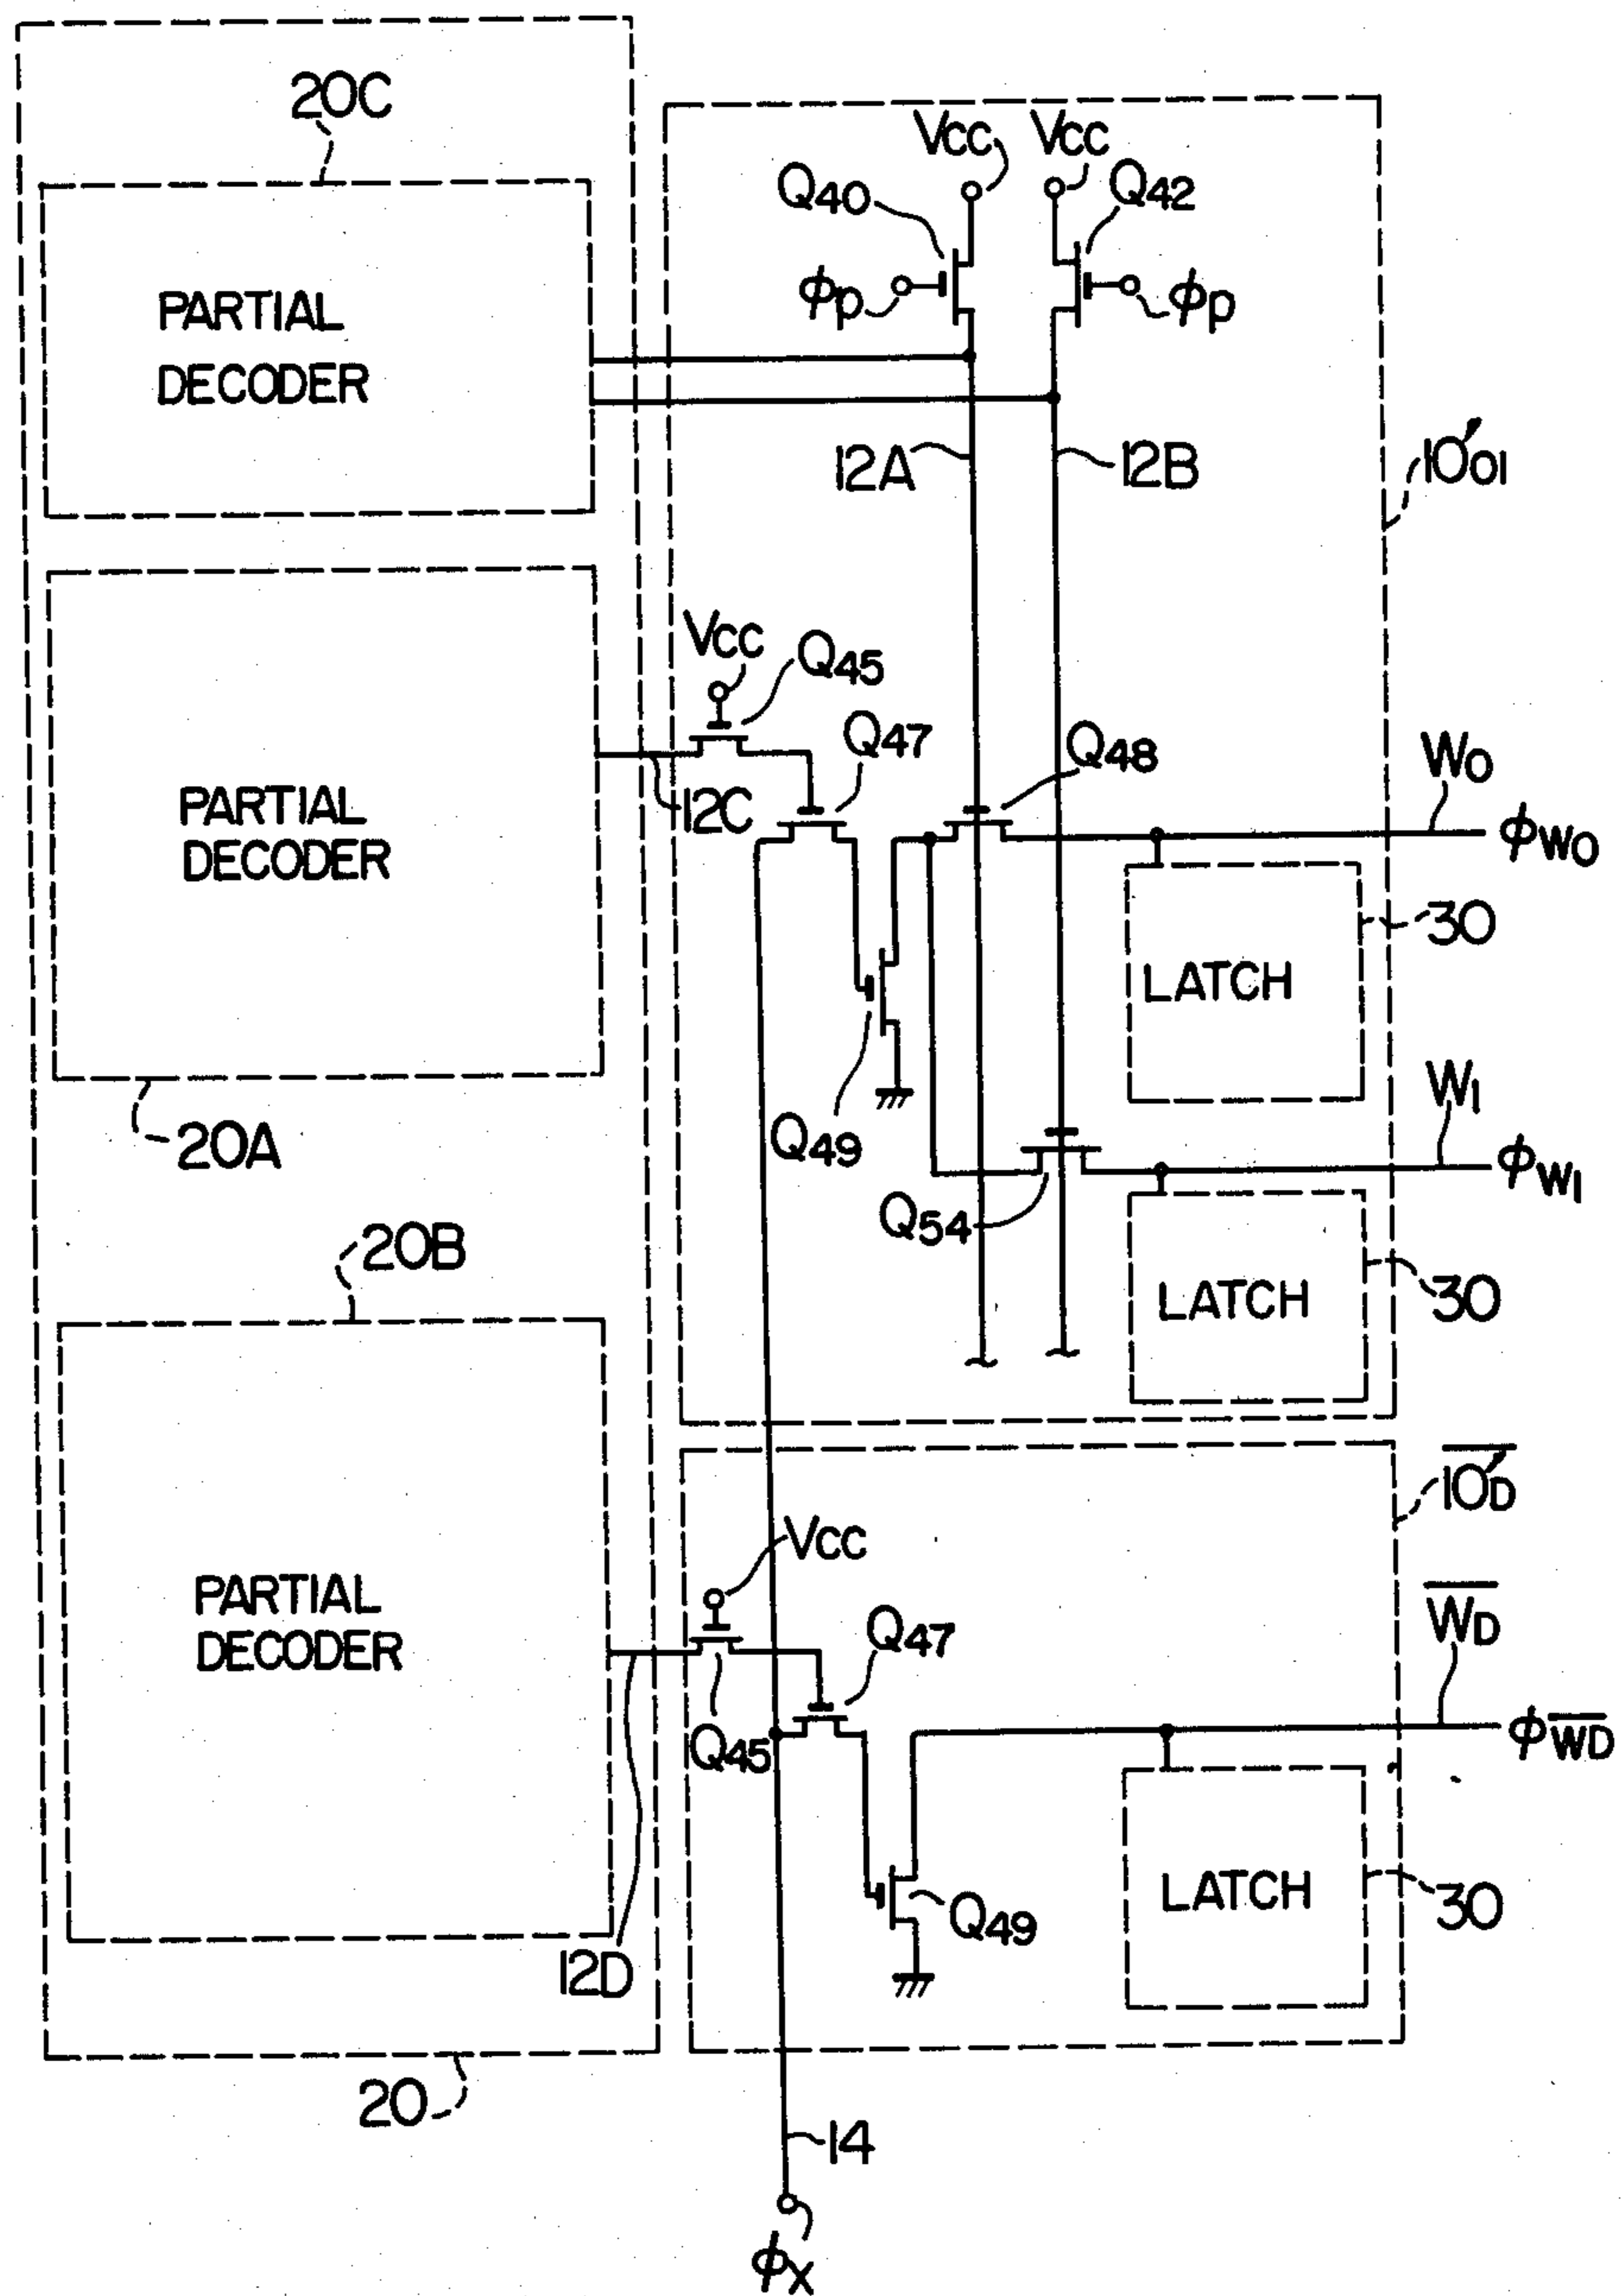 20C
Vcc
Vcc
Q40
Q42
ϕP
ϕP
PARTIAL
DECODER
12A
12B
10'01
Vcc
Q45
Q47
Q48
W0
12C
ϕW0
PARTIAL
DECODER
30
LATCH
W1
Q49
20A
ϕW1
Q54
20B
LATCH
30
10̅'̅D̅
Vcc
PARTIAL
DECODER
Q47
W̅D̅
Q45
ϕW̅D̅
LATCH
30
Q49
12D
20
14
ϕX